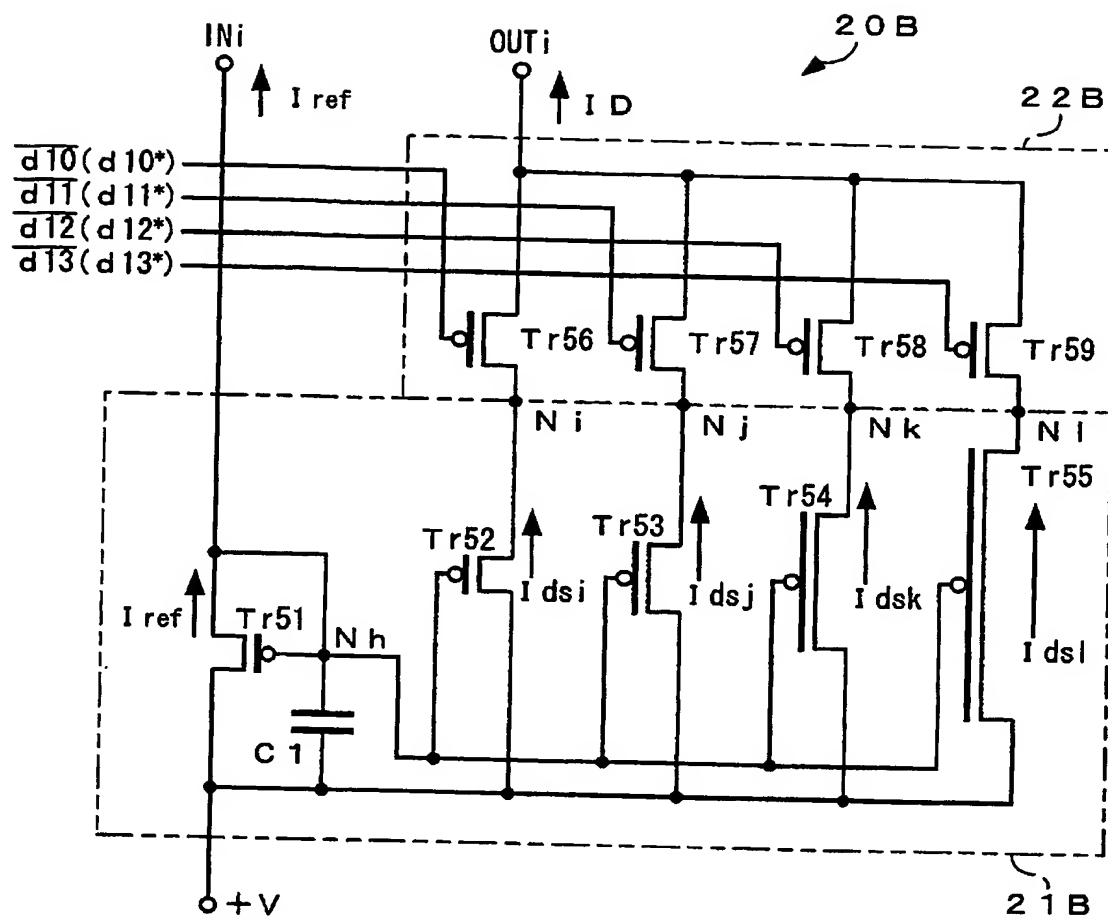 20B
INi
OUTi
Iref
ID
22B
d10(d10*)
d11(d11*)
d12(d12*)
d13(d13*)
Tr56
Tr57
Tr58
Tr59
Ni
Nj
Nk
Nl
Tr55
Tr54
Tr53
Tr52
Idsi
Idsj
Idsk
Idsl
Iref
Tr51
Nh
C1
+V
21B